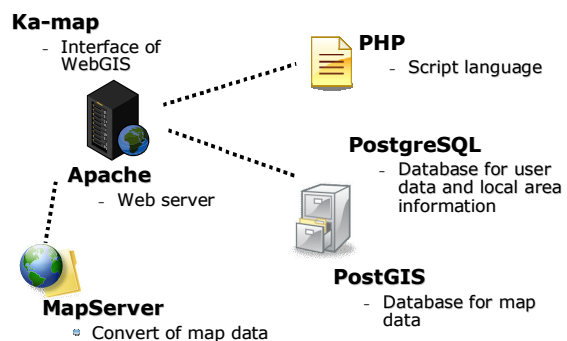 Ka-map
- Interface of
WebGIS
PHP
- Script language
Apache
- Web server
PostgreSQL
- Database for user
data and local area
information
MapServer
Convert of map data
PostGIS
- Database for map
data